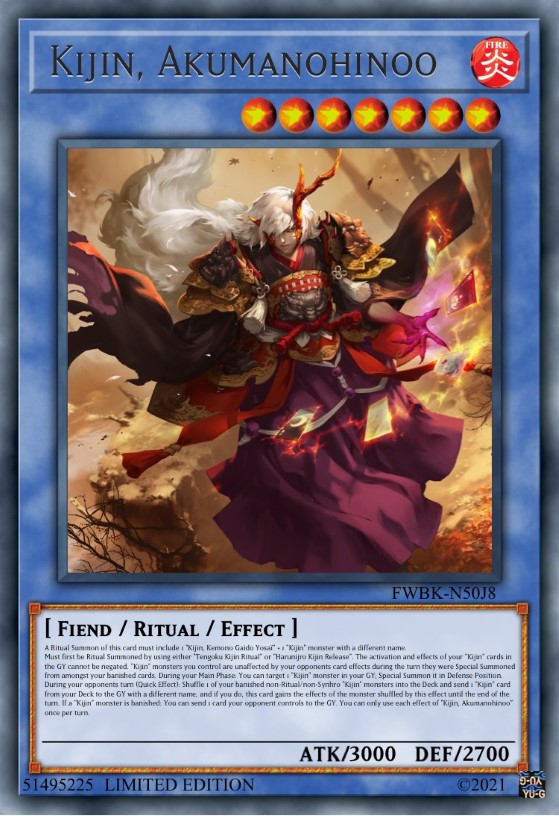 Kijin, Akumanohinoo
FIRE
炎
FWBK-N50J8
[ Fiend / Ritual / Effect ]
A Ritual Summon of this card must include 1 "Kijin, Kemono Gaido Yosai" + 1 "Kijin" monster with a different name.
Must first be Ritual Summoned by using either "Tengoku Kijin Ritual" or "Harumjiro Kijin Release". The activation and effects of your "Kijin" cards in
the GY cannot be negated. "Kijin" monsters you control are unaffected by your opponents card effects during the turn they were Special Summoned
from amongst your banished cards. During your Main Phase: You can target 1 "Kijin" monster in your GY; Special Summon it in Defense Position.
During your opponents turn (Quick Effect): Shuffle 1 of your banished non-Ritual/non-Synhro "Kijin" monsters into the Deck and send 1 "Kijin" card
from your Deck to the GY with a different name, and if you do, this card gains the effects of the monster shuffled by this effect until the end of the
turn. If a "Kijin" monster is banished: You can send 1 card your opponent controls to the GY. You can only use each effect of "Kijin, Akumanohinoo"
once per turn.
ATK/3000 DEF/2700
51495225 LIMITED EDITION
©2021
YU-G